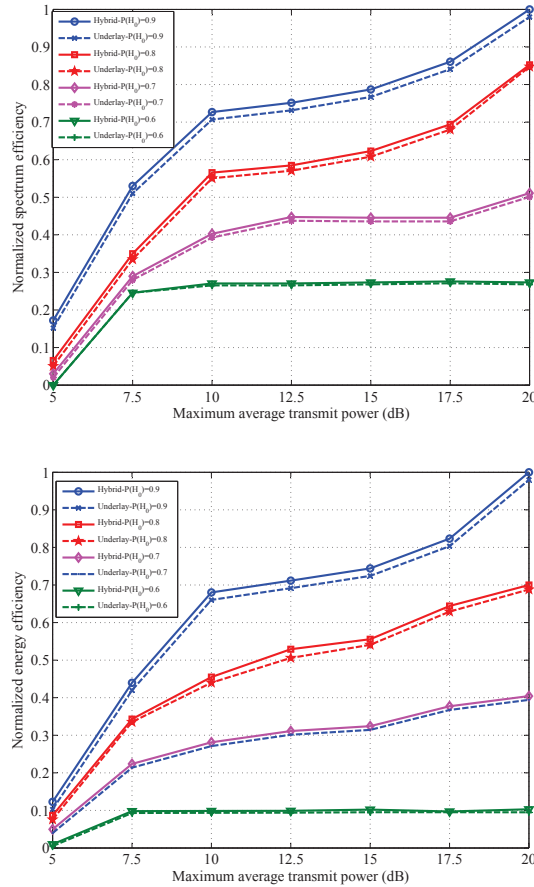 1
0.9
0.8
0.7
0.6
0.5
0.4
0.3
0.2
0.1
0
Normalized spectrum efficiency
Hybrid-P(H0)=0.9
Underlay-P(H0)=0.9
Hybrid-P(H0)=0.8
Underlay-P(H0)=0.8
Hybrid-P(H0)=0.7
Underlay-P(H0)=0.7
Hybrid-P(H0)=0.6
Underlay-P(H0)=0.6
5 7.5 10 12.5 15 17.5 20
Maximum average transmit power (dB)
1
0.9
0.8
0.7
0.6
0.5
0.4
0.3
0.2
0.1
0
Normalized energy efficiency
Hybrid-P(H0)=0.9
Underlay-P(H0)=0.9
Hybrid-P(H0)=0.8
Underlay-P(H0)=0.8
Hybrid-P(H0)=0.7
Underlay-P(H0)=0.7
Hybrid-P(H0)=0.6
Underlay-P(H0)=0.6
5 7.5 10 12.5 15 17.5 20
Maximum average transmit power (dB)